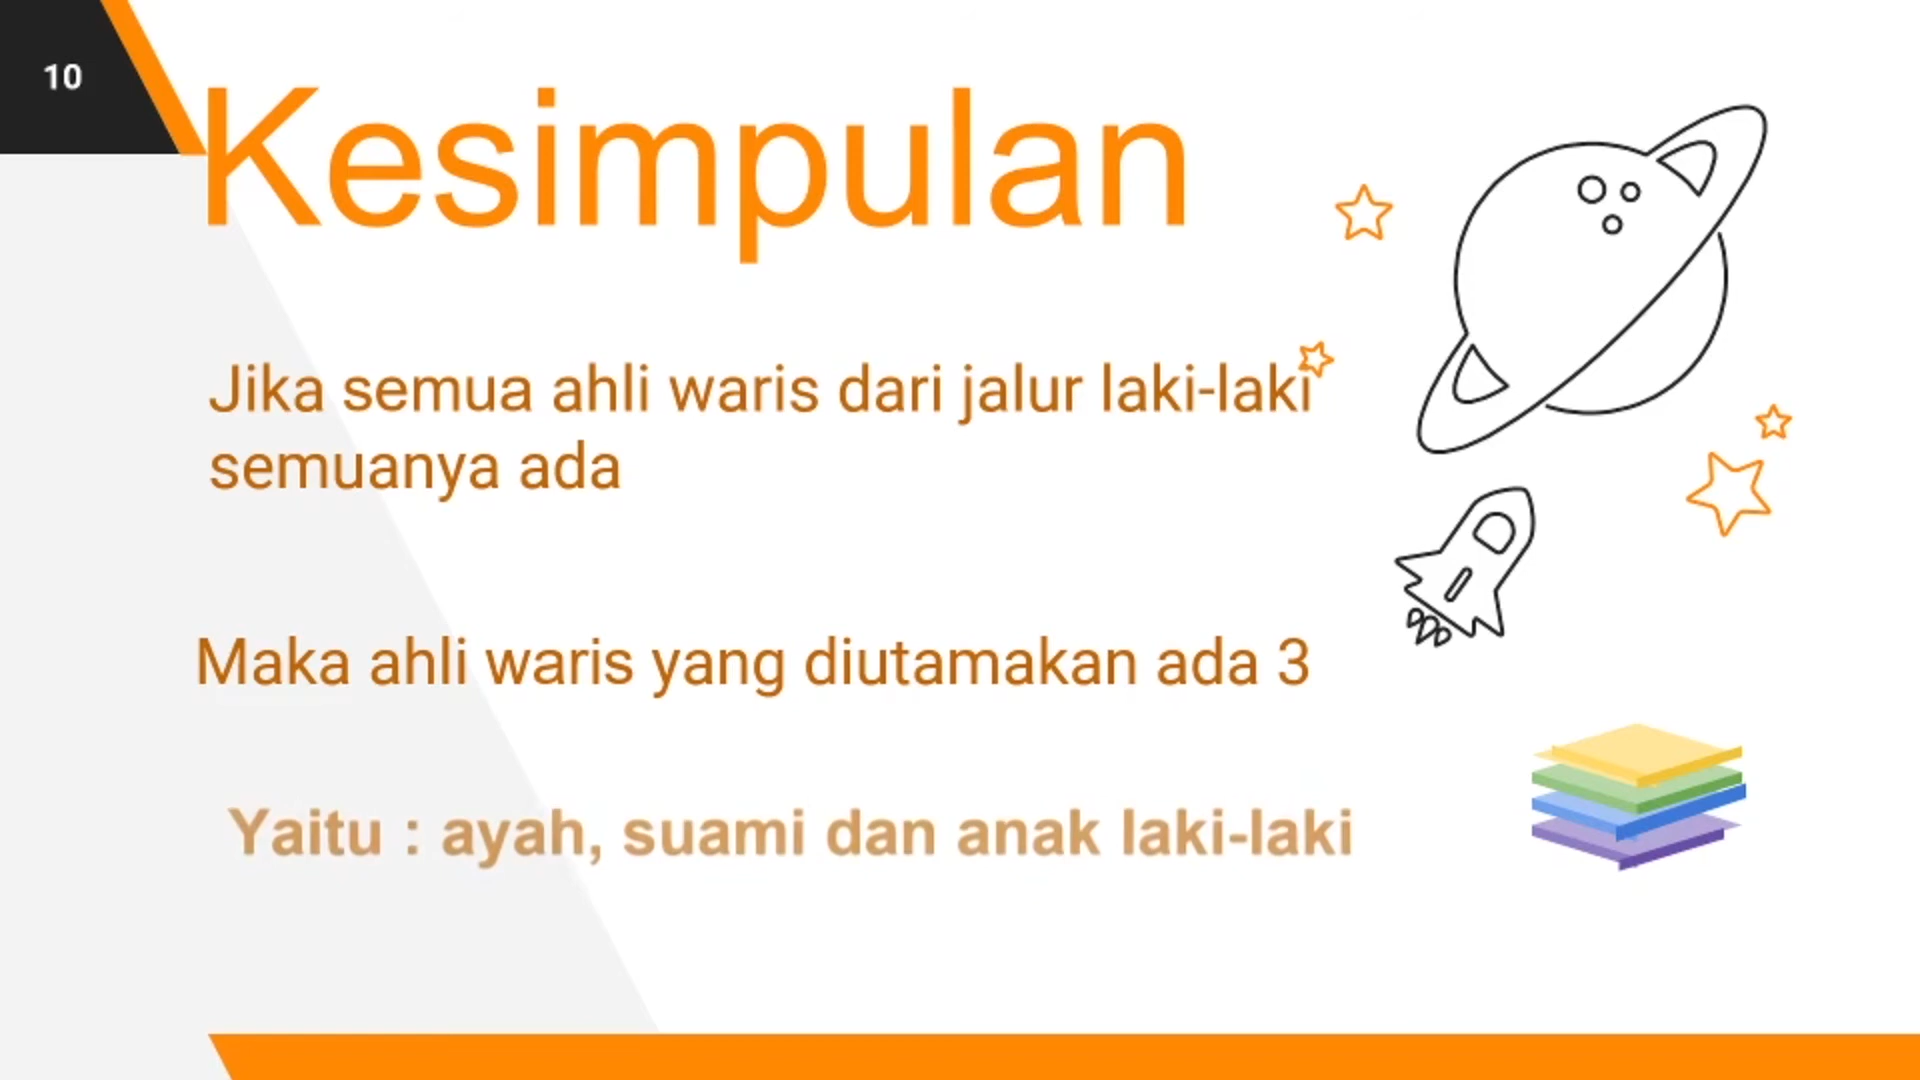 10
Kesimpulan
Jika semua ahli waris dari jalur laki-laki
semuanya ada
Maka ahli waris yang diutamakan ada 3
Yaitu : ayah, suami dan anak laki-laki